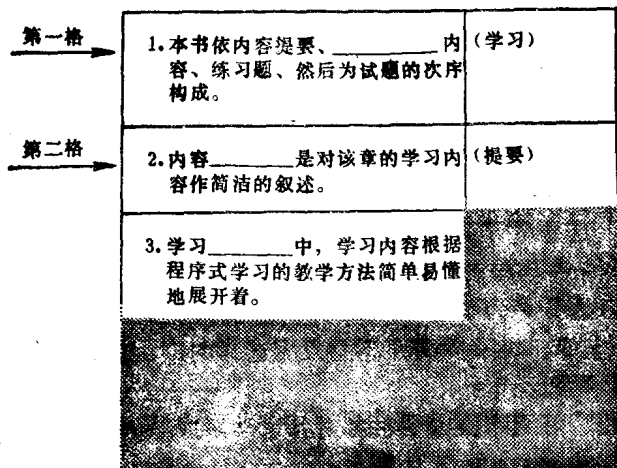 第一格
1.本书依内容提要、________内
容、练习题、然后为试题的次序
构成。
(学习)
第二格
2.内容________是对该章的学习内
容作简洁的叙述。
(提要)
3.学习________中，学习内容根据
程序式学习的教学方法简单易懂
地展开着。